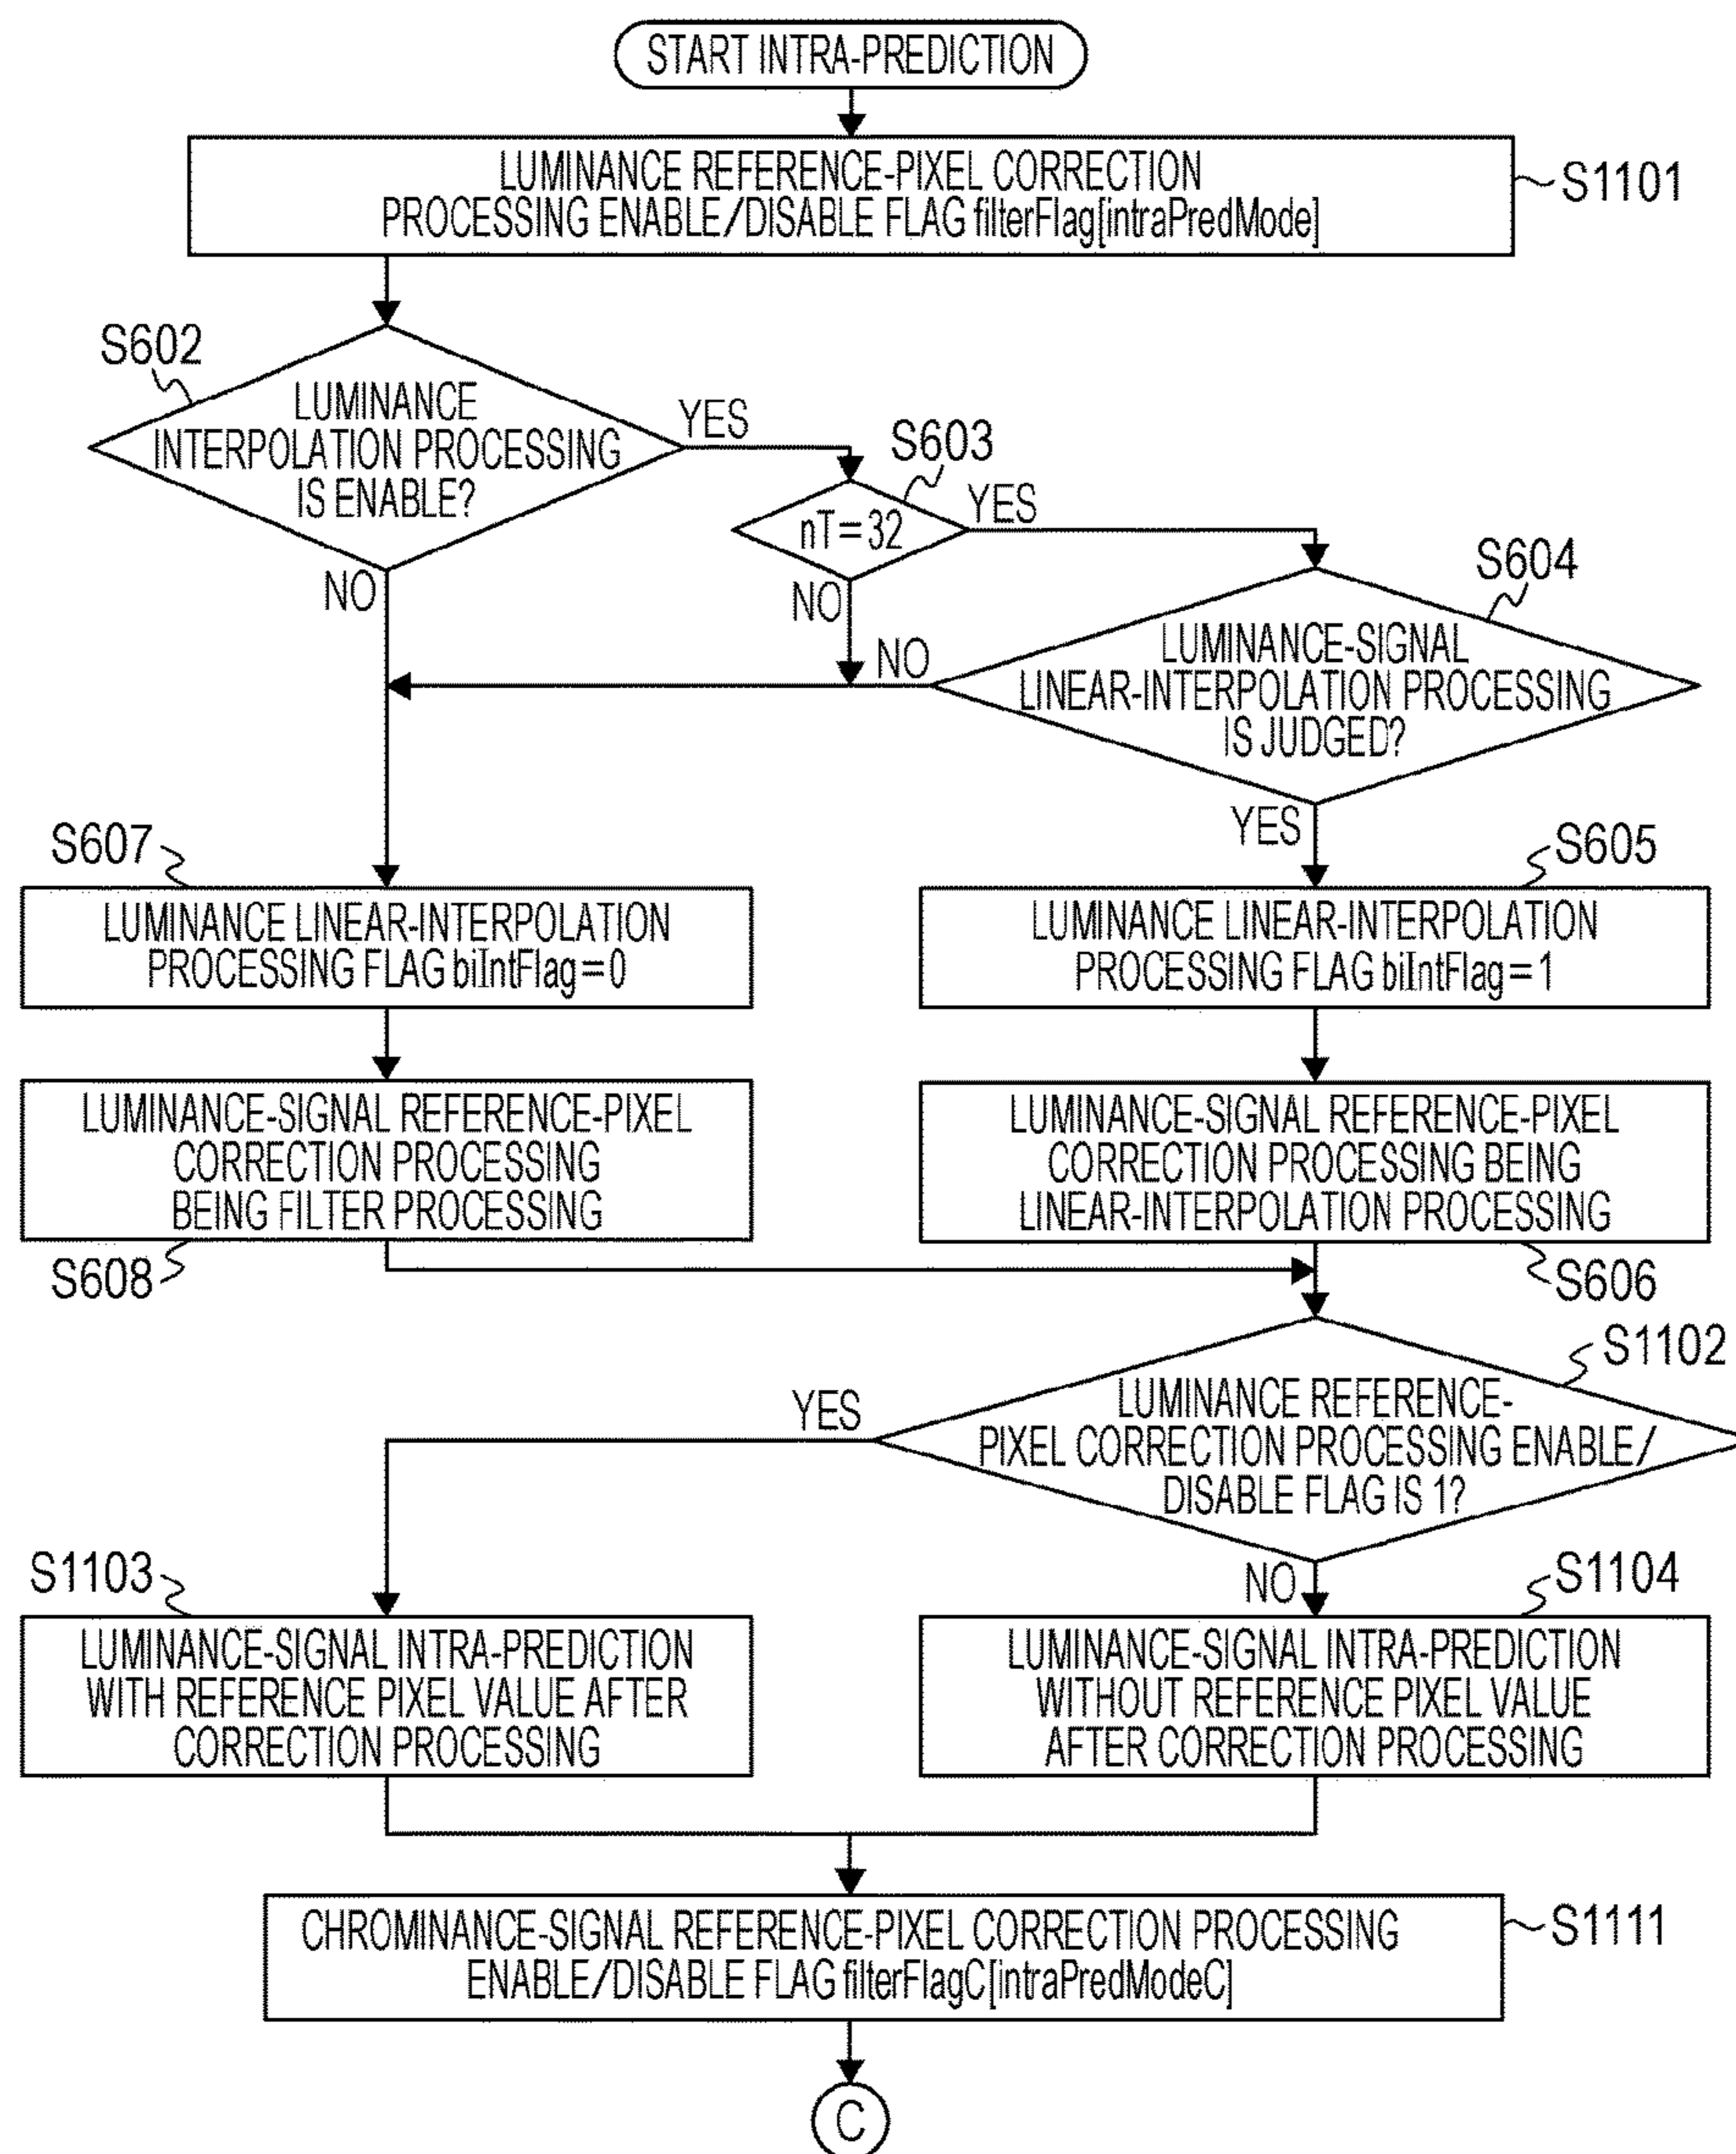 START INTRA-PREDICTION
LUMINANCE REFERENCE-PIXEL CORRECTION
PROCESSING ENABLE/DISABLE FLAG filterFlag[intraPredMode]
S1101
S602
LUMINANCE
INTERPOLATION PROCESSING
IS ENABLE?
YES
NO
S603
nT=32
YES
NO
S604
LUMINANCE-SIGNAL
LINEAR-INTERPOLATION PROCESSING
IS JUDGED?
NO
YES
S607
LUMINANCE LINEAR-INTERPOLATION
PROCESSING FLAG biIntFlag=0
S605
LUMINANCE LINEAR-INTERPOLATION
PROCESSING FLAG biIntFlag=1
LUMINANCE-SIGNAL REFERENCE-PIXEL
CORRECTION PROCESSING
BEING FILTER PROCESSING
S608
LUMINANCE-SIGNAL REFERENCE-PIXEL
CORRECTION PROCESSING BEING
LINEAR-INTERPOLATION PROCESSING
S606
S1102
LUMINANCE REFERENCE-
PIXEL CORRECTION PROCESSING ENABLE/
DISABLE FLAG IS 1?
YES
NO
S1103
LUMINANCE-SIGNAL INTRA-PREDICTION
WITH REFERENCE PIXEL VALUE AFTER
CORRECTION PROCESSING
S1104
LUMINANCE-SIGNAL INTRA-PREDICTION
WITHOUT REFERENCE PIXEL VALUE
AFTER CORRECTION PROCESSING
CHROMINANCE-SIGNAL REFERENCE-PIXEL CORRECTION PROCESSING
ENABLE/DISABLE FLAG filterFlagC[intraPredModeC]
S1111
C